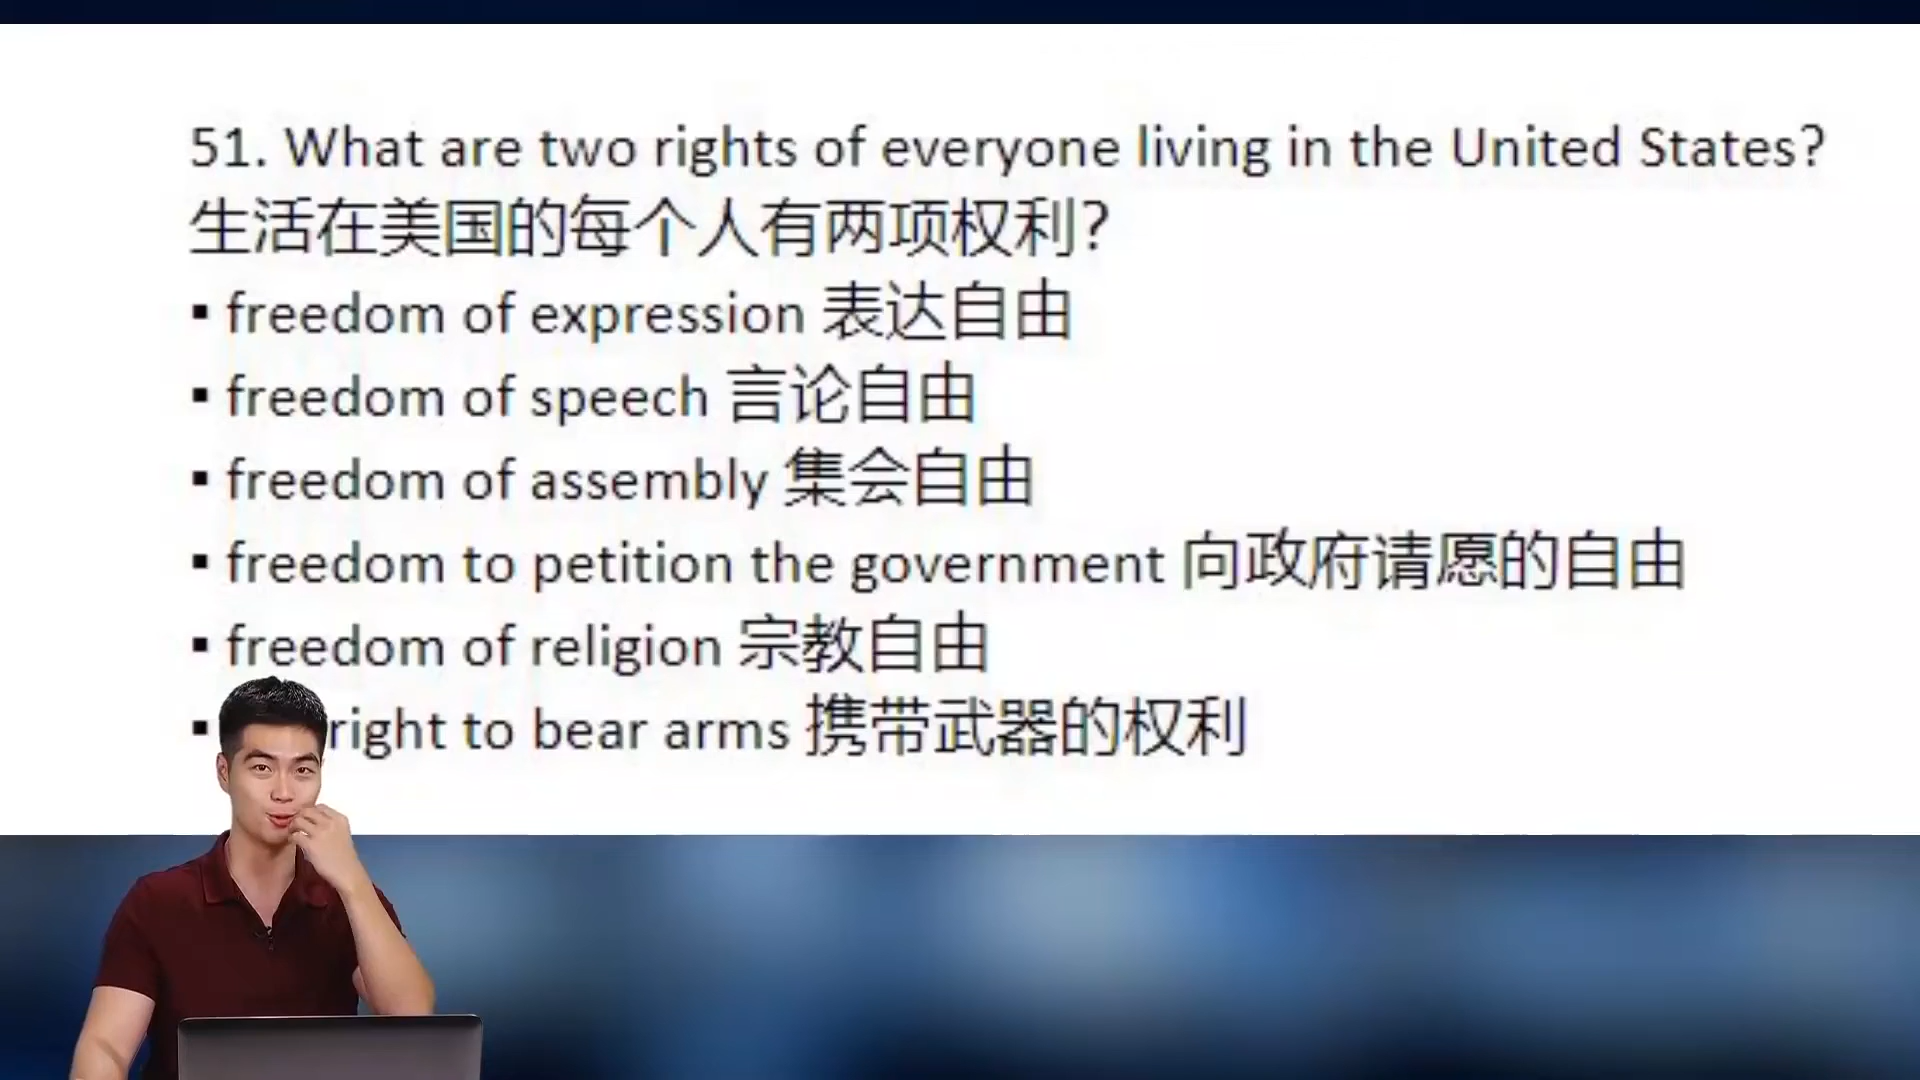 51. What are two rights of everyone living in the United States?
生活在美国的每个人有两项权利?
▪ freedom of expression 表达自由
▪ freedom of speech 言论自由
▪ freedom of assembly 集会自由
▪ freedom to petition the government 向政府请愿的自由
▪ freedom of religion 宗教自由
▪ right to bear arms 携带武器的权利